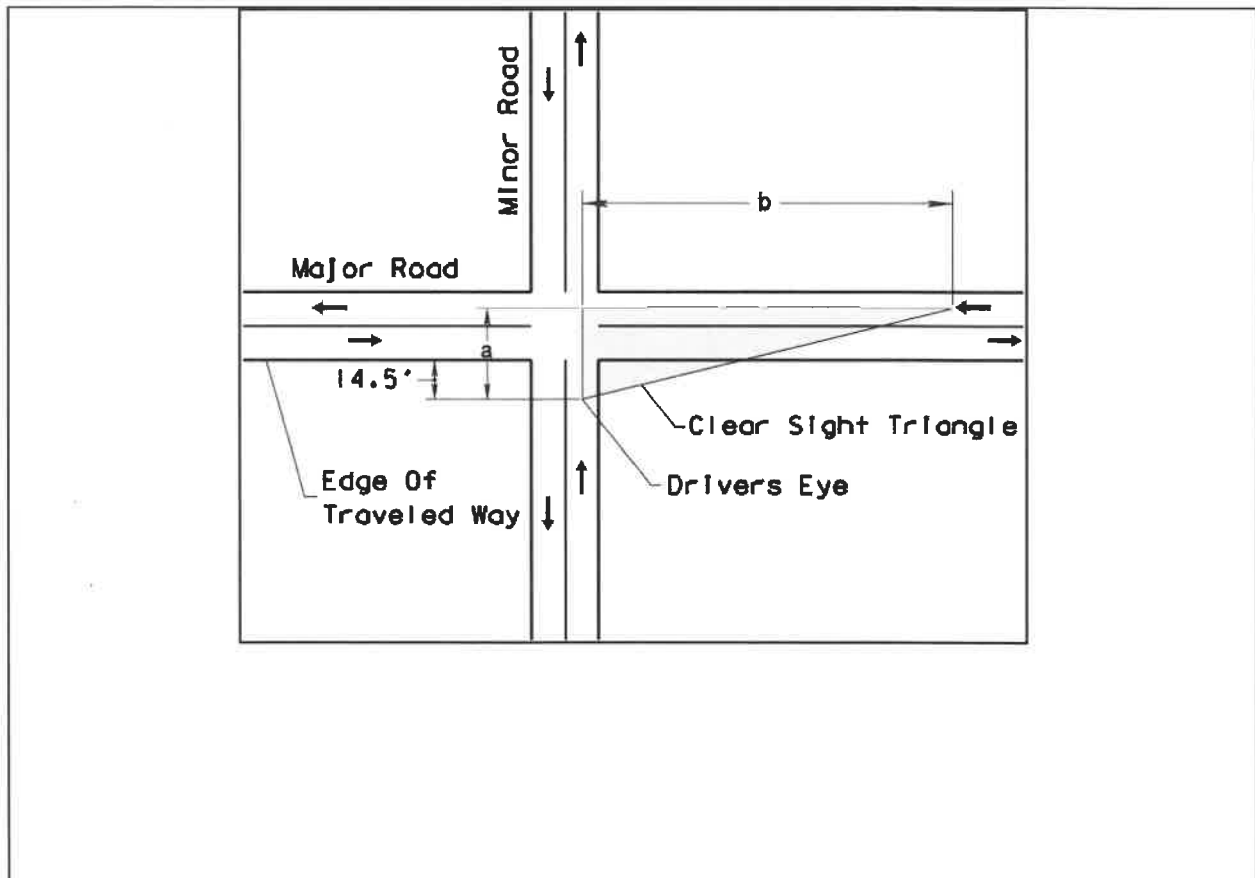 Minor Road
b
Major Road
a
14.5'
Clear Sight Triangle
Drivers Eye
Edge Of
Traveled Way